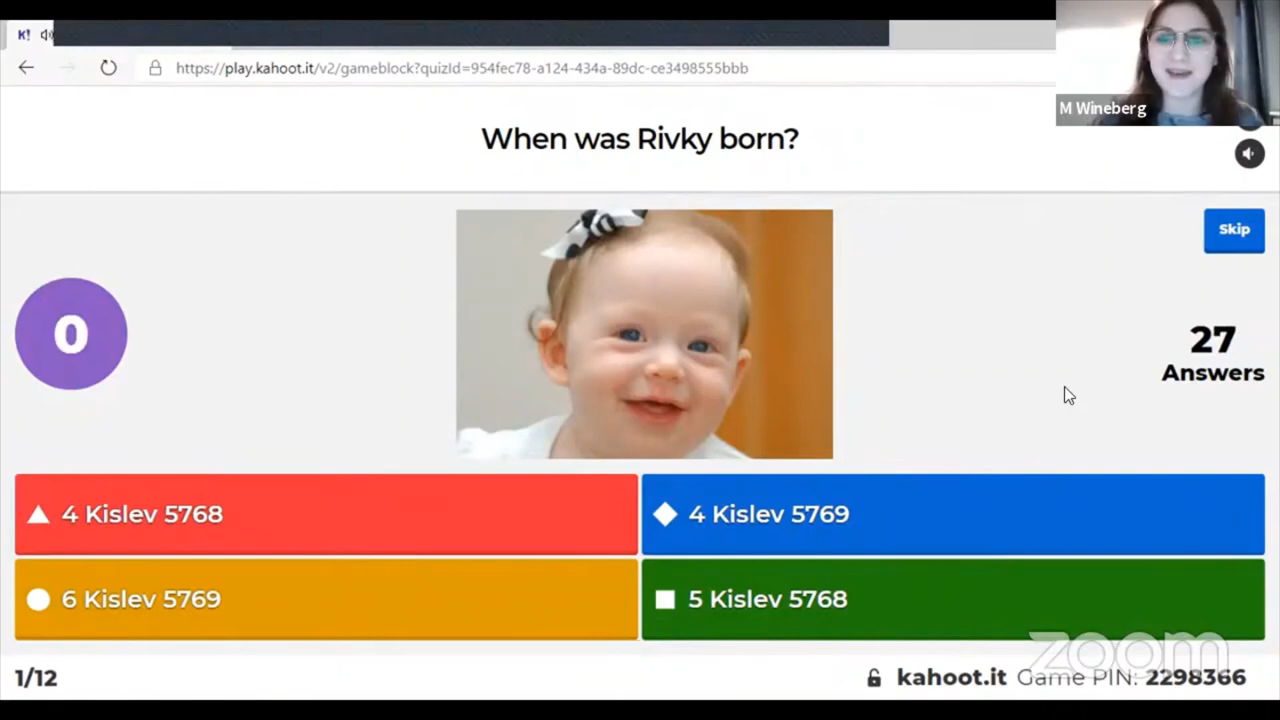 K!
https://play.kahoot.it/v2/gameblock?quizId=954fec78-a124-434a-89dc-ce3498555bbb
M Wineberg
When was Rivky born?
Skip
0
27
Answers
4 Kislev 5768
4 Kislev 5769
6 Kislev 5769
5 Kislev 5768
zoom
1/12
kahoot.it Game PIN: 2298366